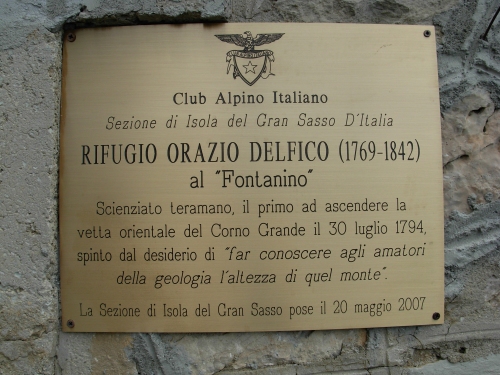 Club Alpino Italiano
Sezione di Isola del Gran Sasso D'Italia
RIFUGIO ORAZIO DELFICO (1769-1842)
al "Fontanino"
Scienziato teramano, il primo ad ascendere la
vetta orientale del Corno Grande il 30 luglio 1794,
spinto dal desiderio di "far conoscere agli amatori
della geologia l'altezza di quel monte".
La Sezione di Isola del Gran Sasso pose il 20 maggio 2007